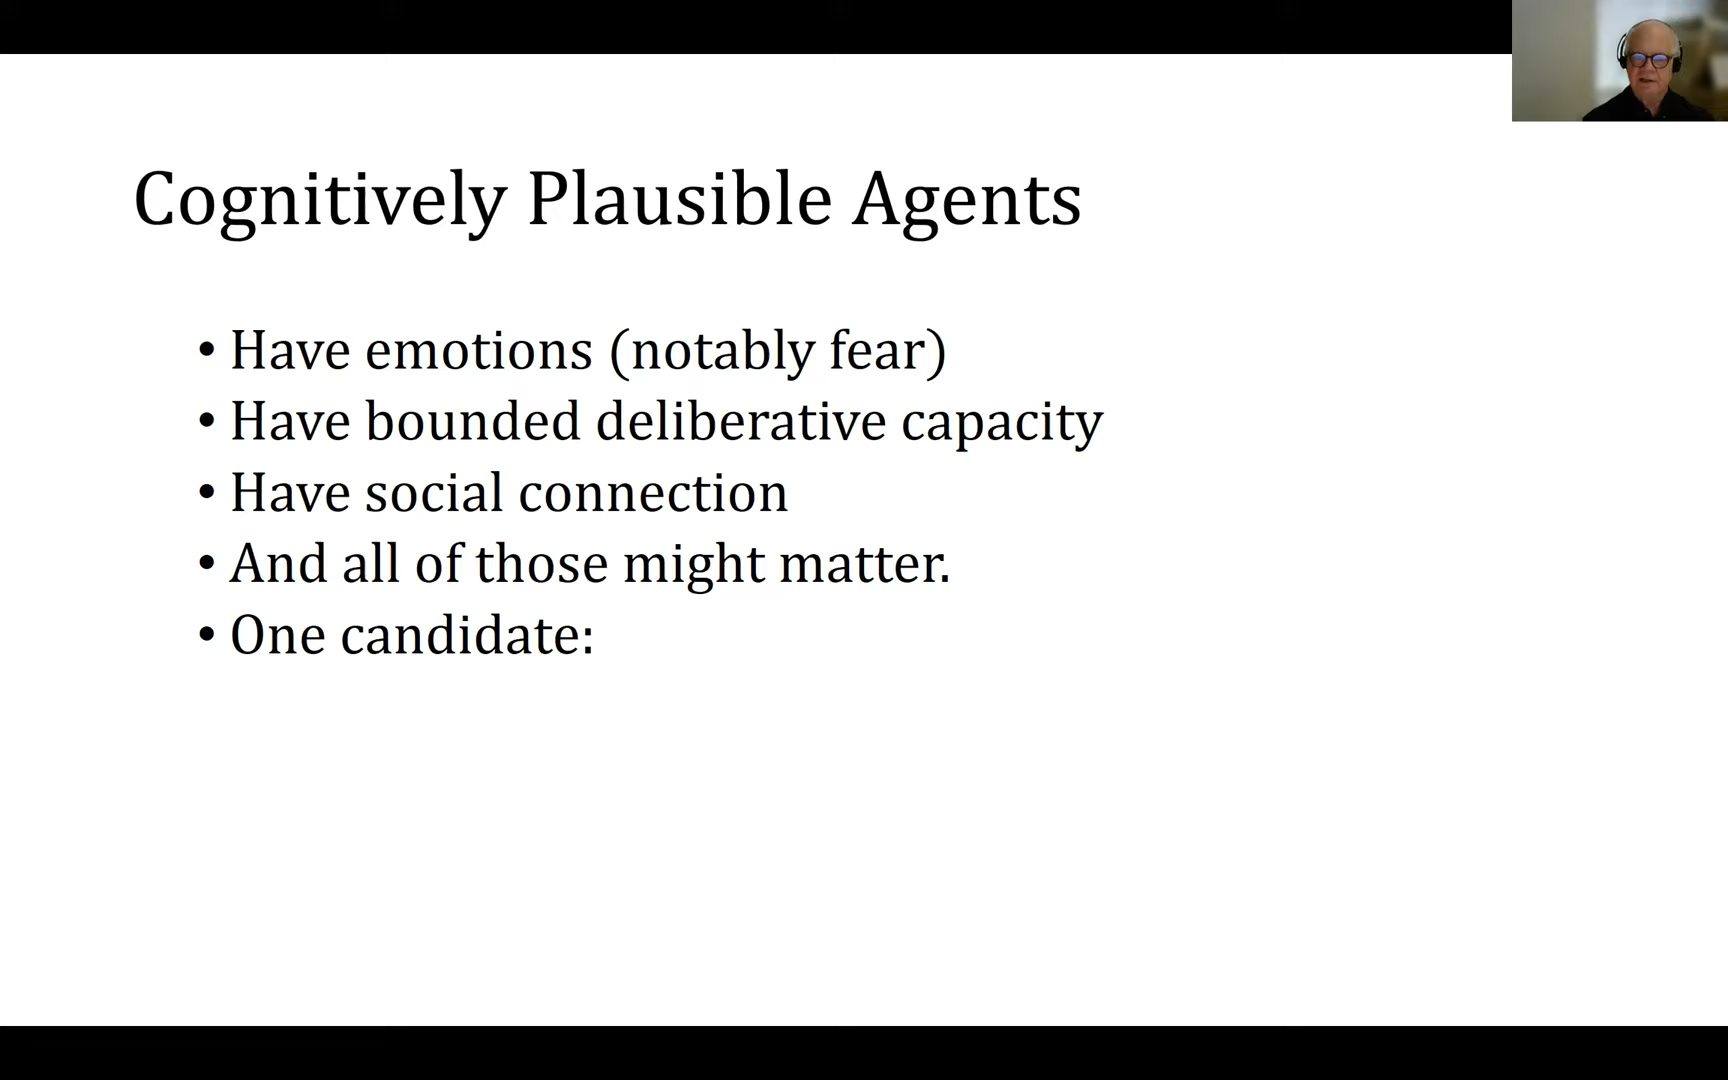 Cognitively Plausible Agents
• Have emotions (notably fear)
• Have bounded deliberative capacity
• Have social connection
• And all of those might matter.
• One candidate: